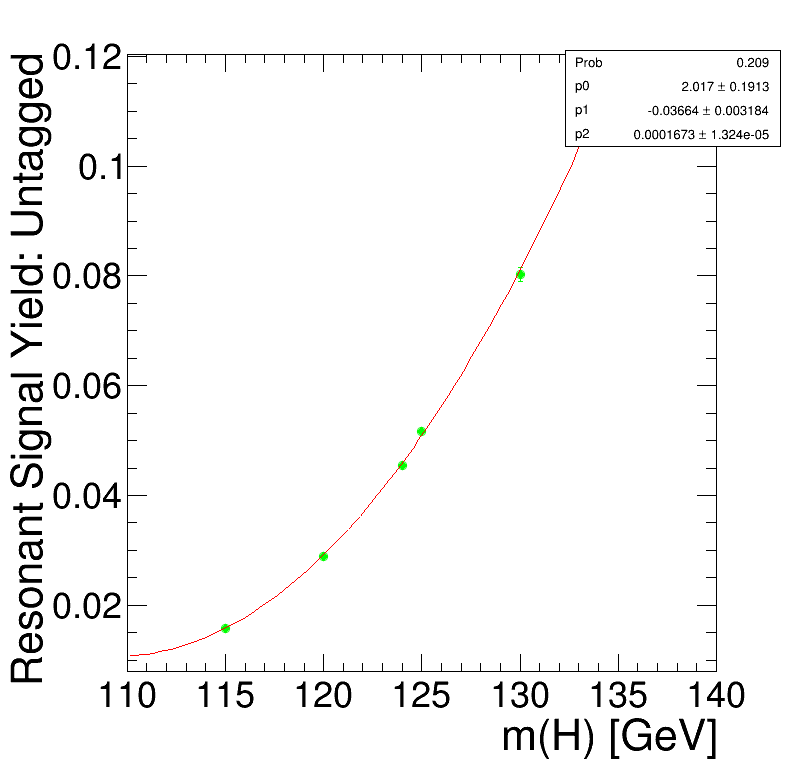 Resonant Signal Yield: Untagged
0.12
0.1
0.08
0.06
0.04
0.02
Prob 0.209
p0 2.017 ± 0.1913
p1 -0.03664 ± 0.003184
p2 0.0001673 ± 1.324e-05
110 115 120 125 130 135 140
m(H) [GeV]